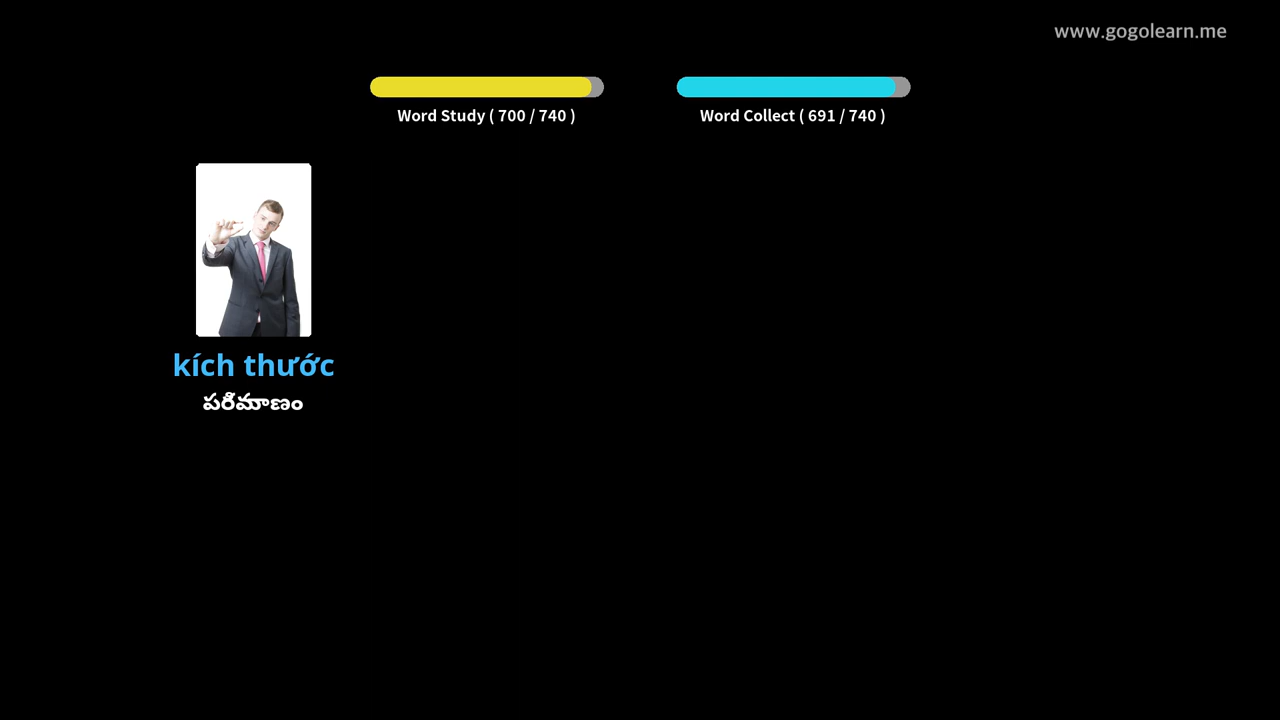 www.gogolearn.me
Word Study ( 700 / 740 )
Word Collect ( 691 / 740 )
kích thước
పరిమాణం